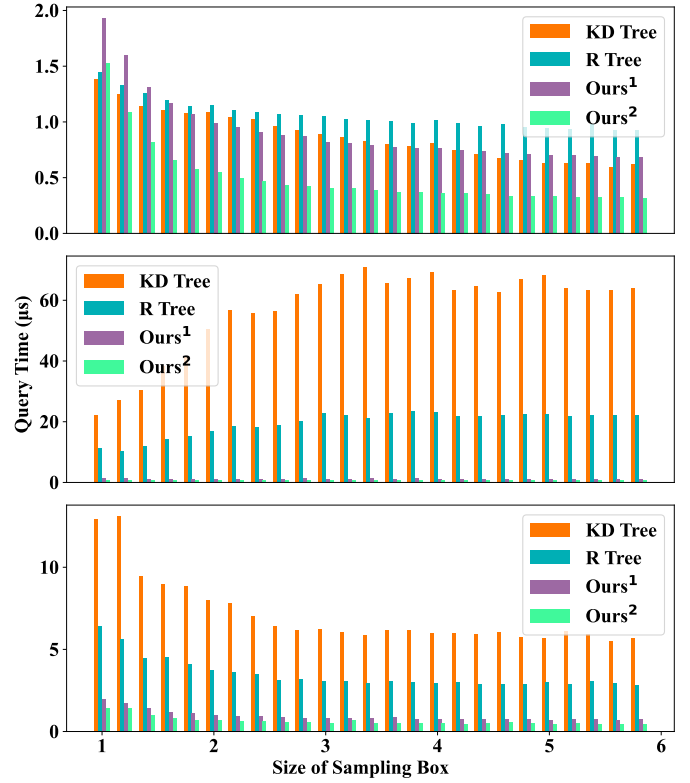 2.0
1.5
1.0
0.5
0.0
KD Tree
R Tree
Ours¹
Ours²
Query Time (μs)
60
40
20
0
KD Tree
R Tree
Ours¹
Ours²
10
5
0
KD Tree
R Tree
Ours¹
Ours²
1 2 3 4 5 6
Size of Sampling Box